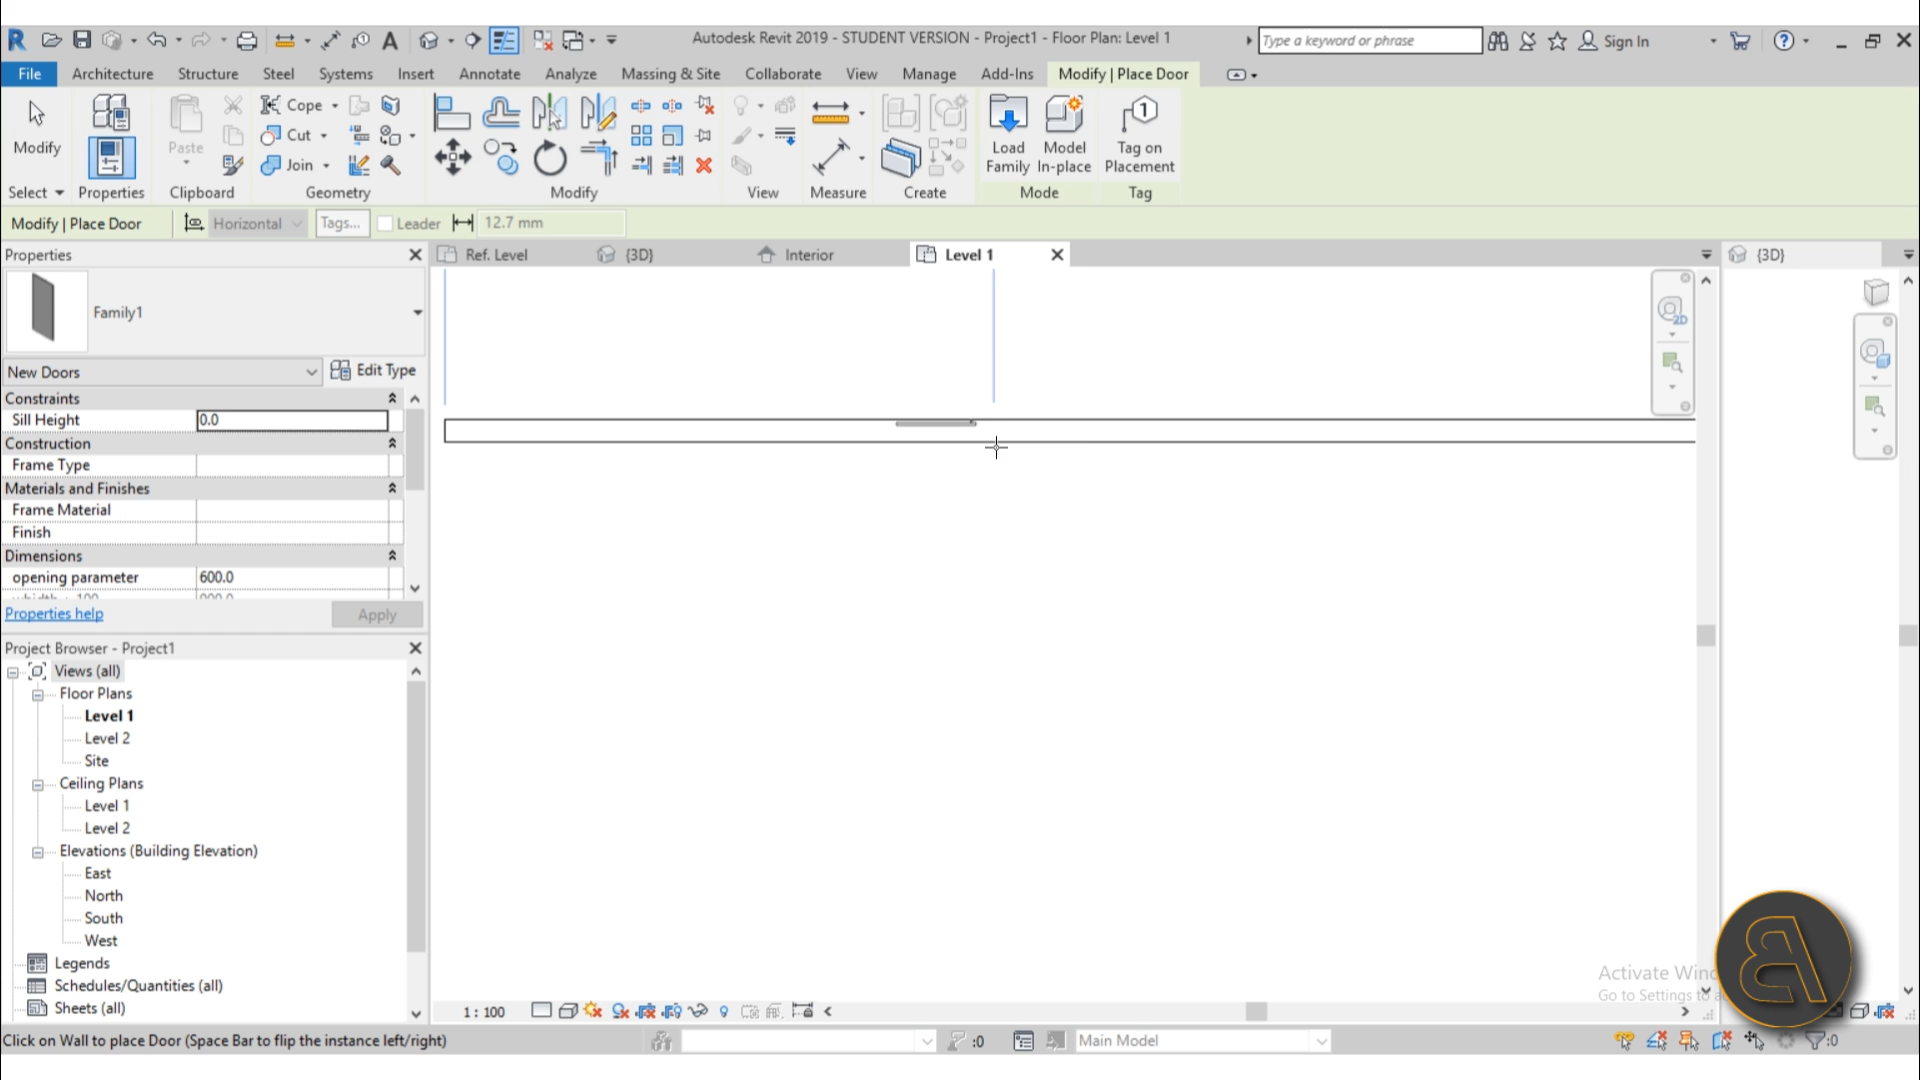 Autodesk Revit 2019 - STUDENT VERSION - Project1 - Floor Plan: Level 1
Type a keyword or phrase
Sign In
File Architecture Structure Steel Systems Insert Annotate Analyze Massing & Site Collaborate View Manage Add-Ins Modify | Place Door
Modify Paste Cope Cut Join
Load Family Model In-place Tag on Placement
Select Properties Clipboard Geometry Modify View Measure Create Mode Tag
Modify | Place Door Horizontal Tags... Leader 12.7 mm
Properties
Ref. Level {3D} Interior Level 1 {3D}
2D
Family1
New Doors Edit Type
Constraints
Sill Height 0.0
Construction
Frame Type
Materials and Finishes
Frame Material
Finish
Dimensions
opening parameter 600.0
Properties help Apply
Project Browser - Project1
Views (all)
Floor Plans
Level 1
Level 2
Site
Ceiling Plans
Level 1
Level 2
Elevations (Building Elevation)
East
North
South
West
Legends
Schedules/Quantities (all)
Sheets (all)
Activate
Go to Settings
1 : 100
Click on Wall to place Door (Space Bar to flip the instance left/right)
:0
Main Model
:0